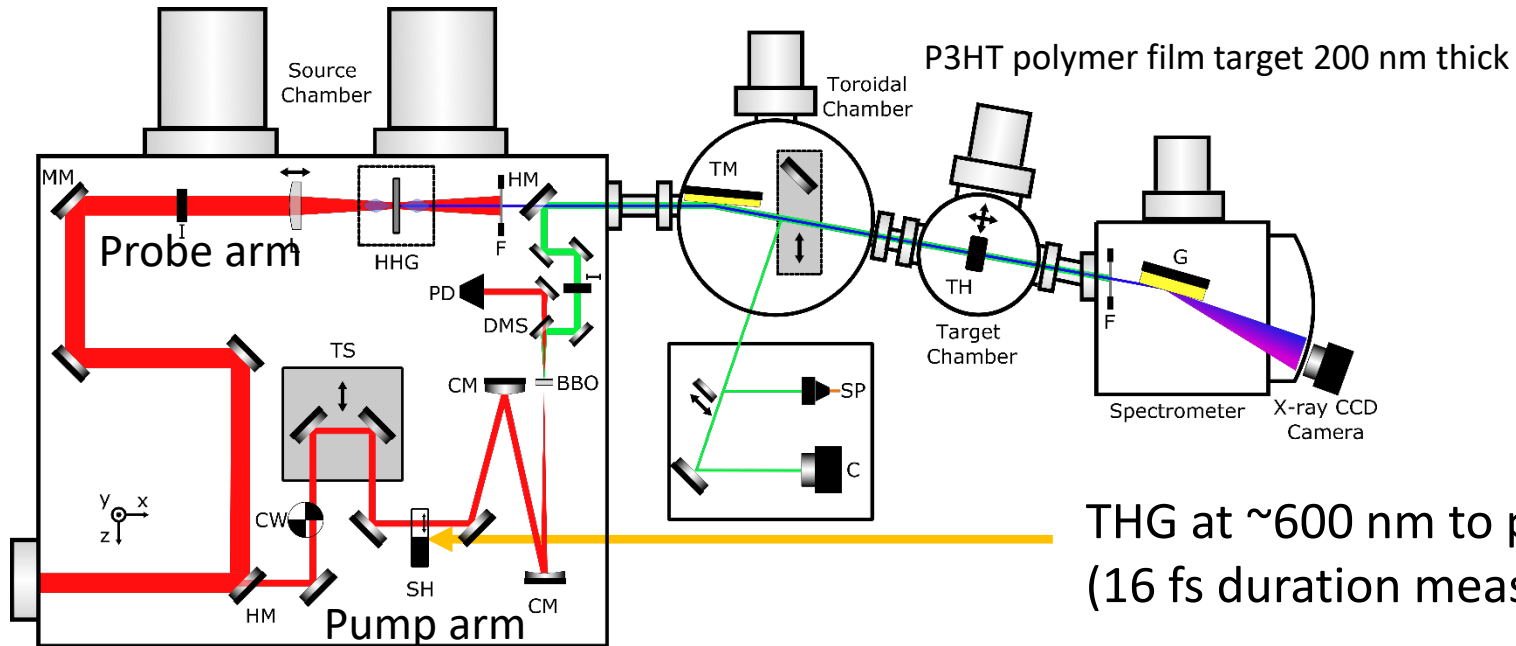 P3HT polymer film target 200 nm thick
Source
Chamber
Toroidal
Chamber
MM
I
L
HHG
F
HM
TM
Probe arm
PD
DMS
I
BBO
TS
CM
TH
Target
Chamber
F
G
Spectrometer
X-ray CCD
Camera
SP
C
y
x
z
CW
HM
SH
CM
Pump arm
THG at ~600 nm to p
(16 fs duration meas